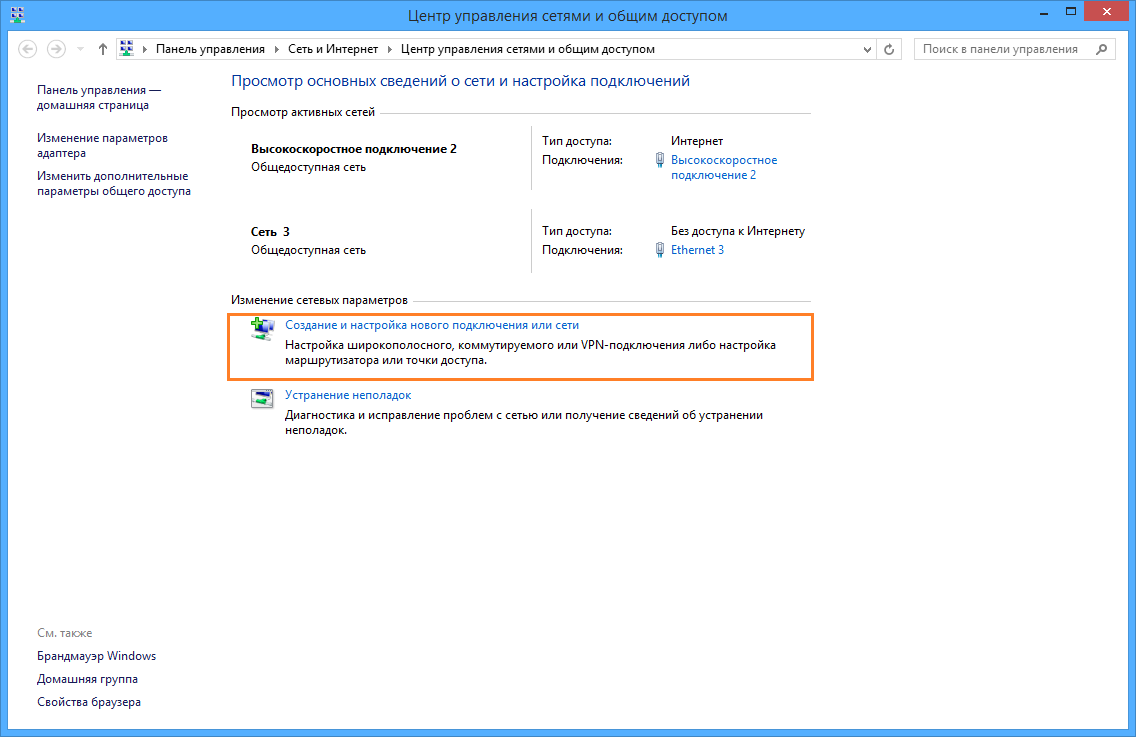 Центр управления сетями и общим доступом
Панель управления
Сеть и Интернет
Центр управления сетями и общим доступом
Поиск в панели управления
Панель управления —
домашняя страница
Изменение параметров
адаптера
Изменить дополнительные
параметры общего доступа
Просмотр основных сведений о сети и настройка подключений
Просмотр активных сетей
Высокоскоростное подключение 2
Общедоступная сеть
Тип доступа: Интернет
Подключения: Высокоскоростное
подключение 2
Сеть 3
Общедоступная сеть
Тип доступа: Без доступа к Интернету
Подключения: Ethernet 3
Изменение сетевых параметров
Создание и настройка нового подключения или сети
Настройка широкополосного, коммутируемого или VPN-подключения либо настройка
маршрутизатора или точки доступа.
Устранение неполадок
Диагностика и исправление проблем с сетью или получение сведений об устранении
неполадок.
См. также
Брандмауэр Windows
Домашняя группа
Свойства браузера